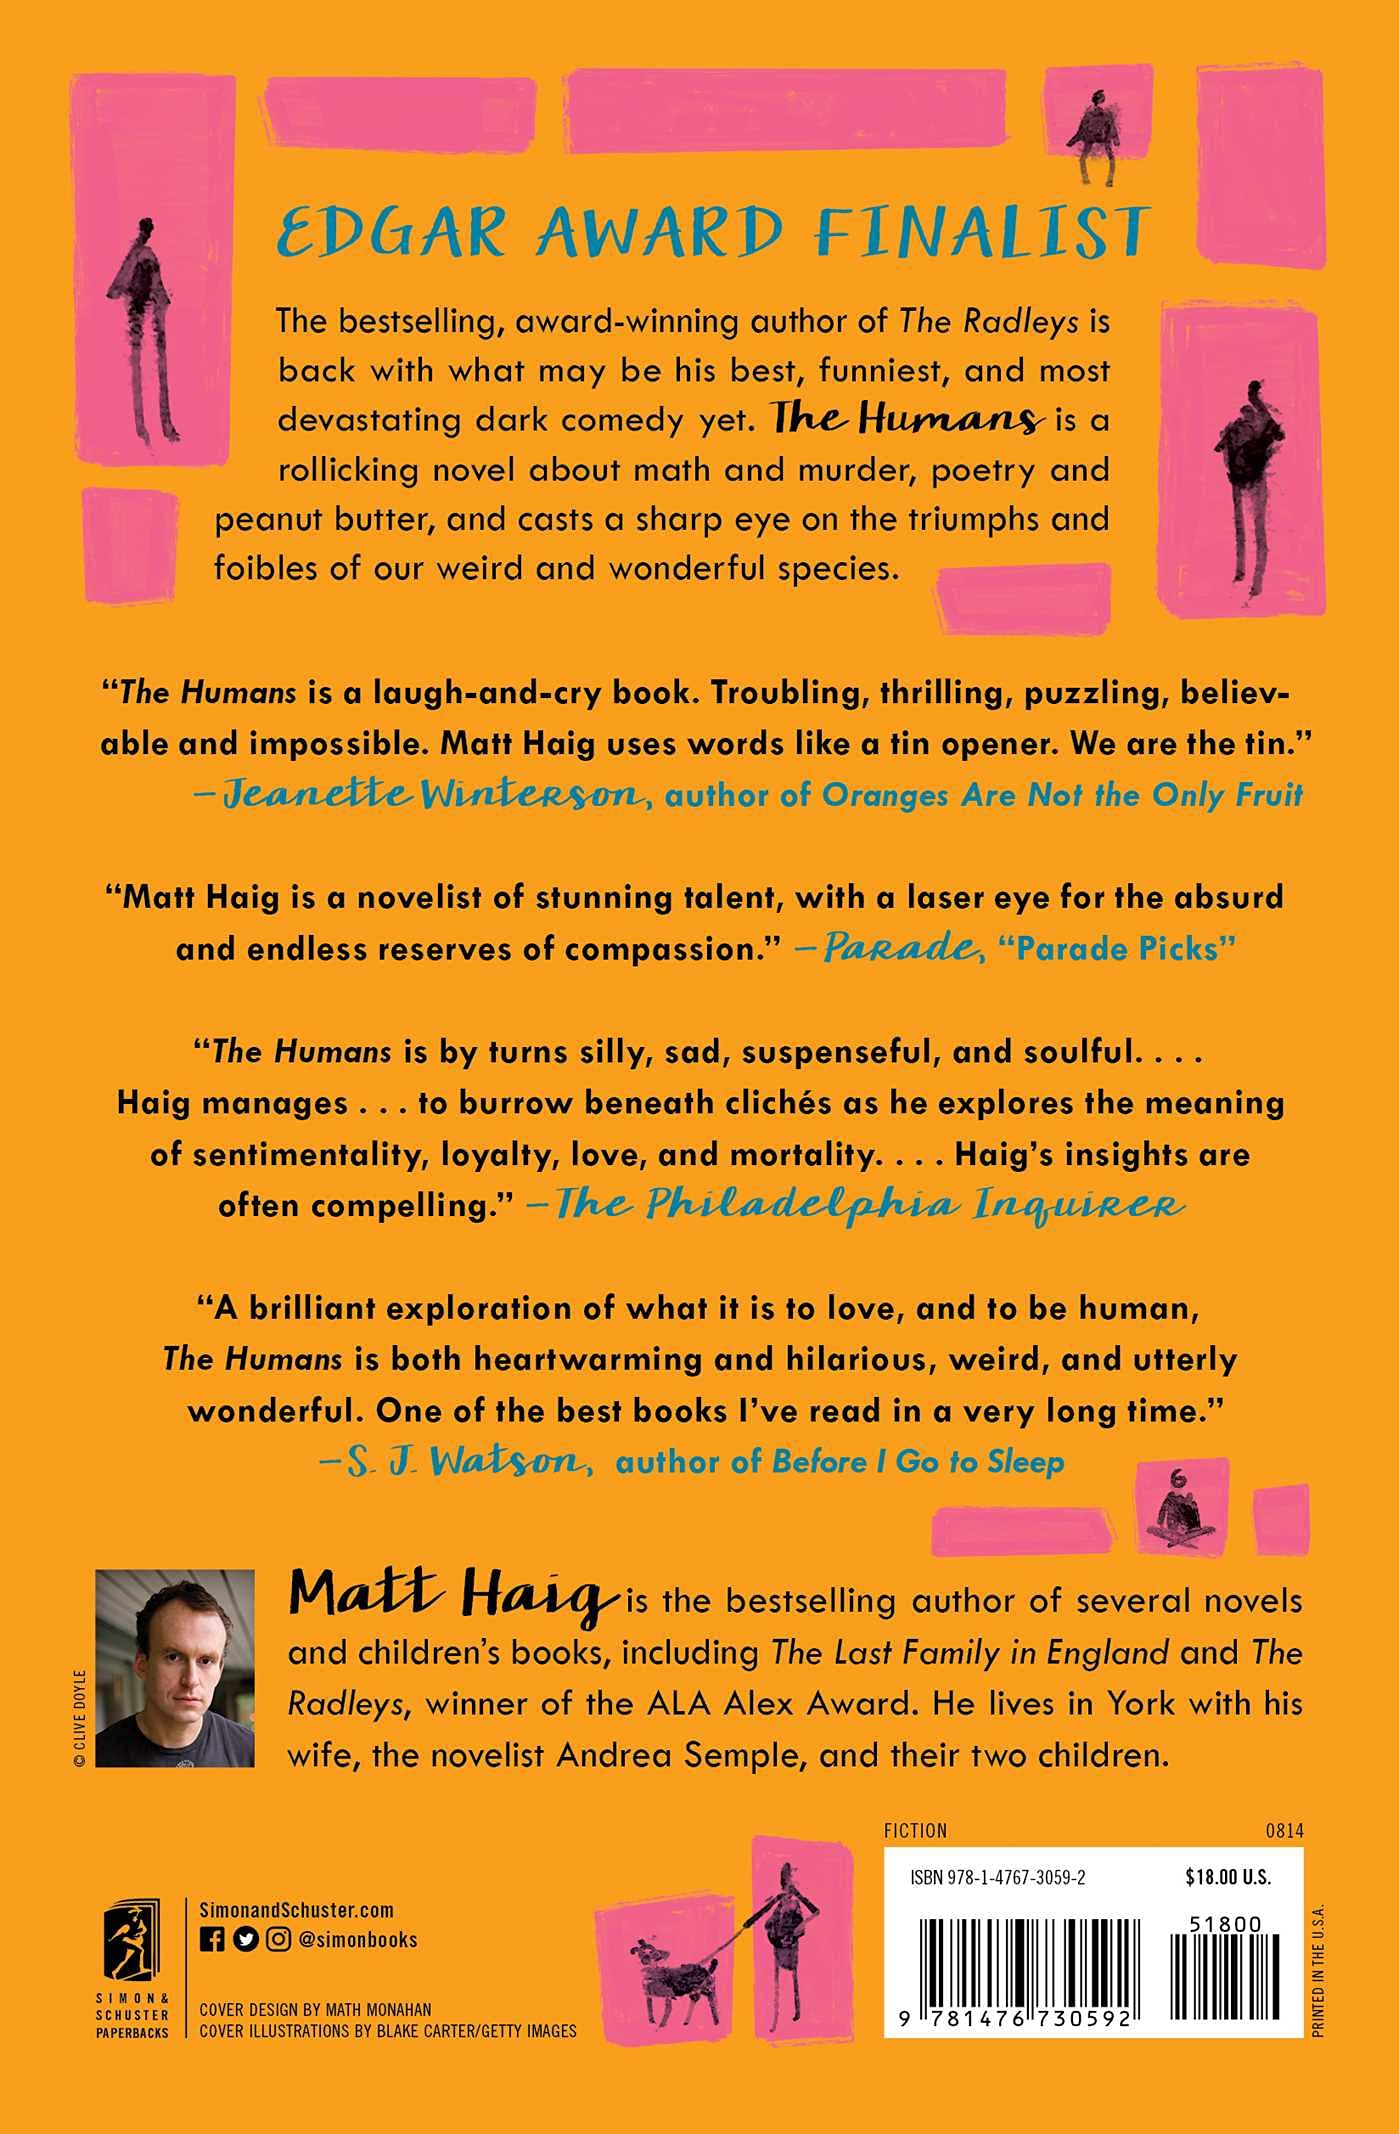 EDGAR AWARD FINALIST
The bestselling, award-winning author of The Radleys is
back with what may be his best, funniest, and most
devastating dark comedy yet. The Humans is a
rollicking novel about math and murder, poetry and
peanut butter, and casts a sharp eye on the triumphs and
foibles of our weird and wonderful species.
“The Humans is a laugh-and-cry book. Troubling, thrilling, puzzling, believ-
able and impossible. Matt Haig uses words like a tin opener. We are the tin.”
—Jeanette Winterson, author of Oranges Are Not the Only Fruit
“Matt Haig is a novelist of stunning talent, with a laser eye for the absurd
and endless reserves of compassion.” —Parade, “Parade Picks”
“The Humans is by turns silly, sad, suspenseful, and soulful. . . .
Haig manages . . . to burrow beneath clichés as he explores the meaning
of sentimentality, loyalty, love, and mortality. . . . Haig’s insights are
often compelling.” —The Philadelphia Inquirer
“A brilliant exploration of what it is to love, and to be human,
The Humans is both heartwarming and hilarious, weird, and utterly
wonderful. One of the best books I’ve read in a very long time.”
—S. J. Watson, author of Before I Go to Sleep
© CLIVE DOYLE
Matt Haig is the bestselling author of several novels
and children’s books, including The Last Family in England and The
Radleys, winner of the ALA Alex Award. He lives in York with his
wife, the novelist Andrea Semple, and their two children.
SIMON &
SCHUSTER
PAPERBACKS
SimonandSchuster.com
@simonbooks
COVER DESIGN BY MATH MONAHAN
COVER ILLUSTRATIONS BY BLAKE CARTER/GETTY IMAGES
FICTION 0814
ISBN 978-1-4767-3059-2 $18.00 U.S.
51800
9 781476 730592
PRINTED IN THE U.S.A.